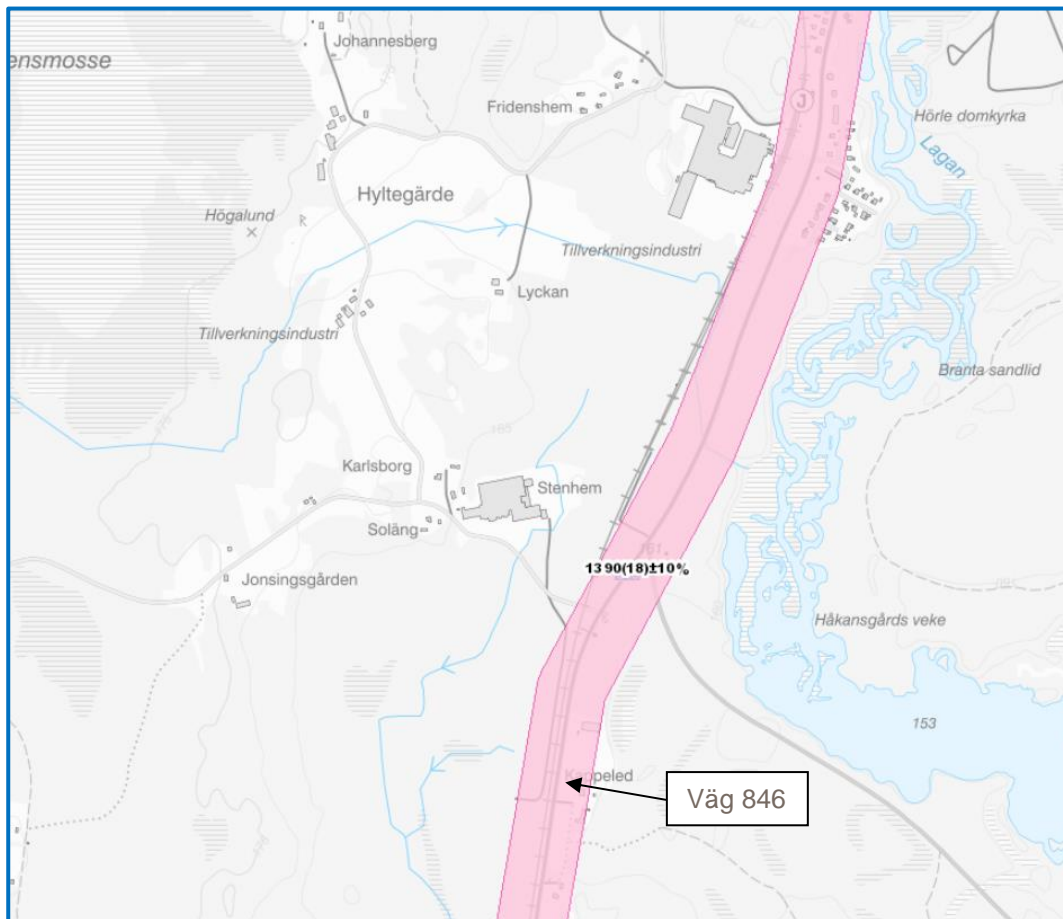 Johannesberg
ensmosse
Fridenshem
J
Hörle domkyrka
Lagan
Hyltegärde
Högalund
Tillverkningsindustri
Lyckan
Tillverkningsindustri
Branta sandlid
Karlsborg
Stenhem
Soläng
1390(18)±10%
Jonsingsgården
Håkansgårds veke
153
Väg 846